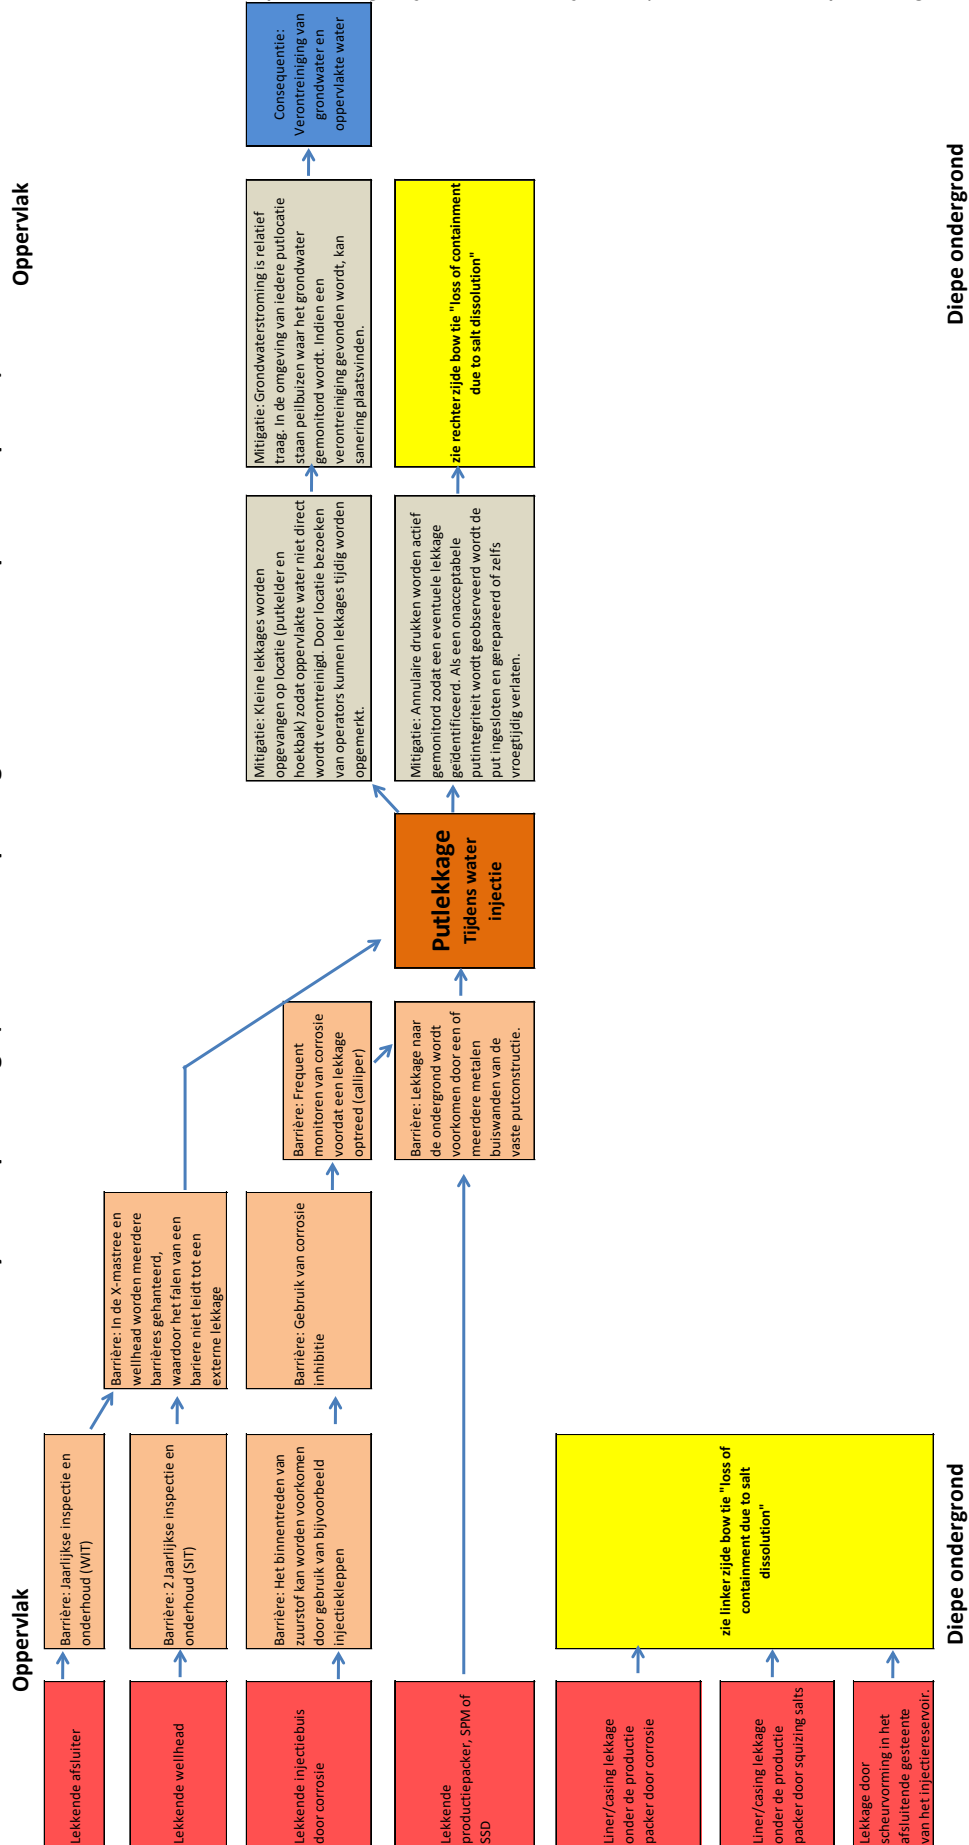 Oppervlak
Oppervlak
Lekkende afsluiter
Barrière: Jaarlijkse inspectie en
onderhoud (WIT)
Lekkende wellhead
Barrière: 2 Jaarlijkse inspectie en
onderhoud (SIT)
Barrière: In de X-mastree en
wellhead worden meerdere
barrières gehanteerd,
waardoor het falen van een
bariere niet leidt tot een
externe lekkage
Lekkende injectiebuis
door corrosie
Barrière: Het binnentreden van
zuurstof kan worden voorkomen
door gebruik van bijvoorbeeld
injectiekleppen
Barrière: Gebruik van corrosie
inhibitie
Barrière: Frequent
monitoren van corrosie
voordat een lekkage
optreed (calliper)
Mitigatie: Kleine lekkages worden
opgevangen op locatie (putkelder en
hoekbak) zodat oppervlakte water niet direct
wordt verontreinigd. Door locatie bezoeken
van operators kunnen lekkages tijdig worden
opgemerkt.
Mitigatie: Grondwaterstroming is relatief
traag. In de omgeving van iedere putlocatie
staan peilbuizen waar het grondwater
gemonitord wordt. Indien een
verontreiniging gevonden wordt, kan
sanering plaatsvinden.
Consequentie:
Verontreiniging van
grondwater en
oppervlakte water
Lekkende
productiepacker, SPM of
SSD
Barrière: Lekkage naar
de ondergrond wordt
voorkomen door een of
meerdere metalen
buiswanden van de
vaste putconstructie.
Putlekkage
Tijdens water
injectie
Mitigatie: Annulaire drukken worden actief
gemonitord zodat een eventuele lekkage
geïdentificeerd. Als een onacceptabele
putintegriteit wordt geobserveerd wordt de
put ingesloten en gerepareerd of zelfs
vroegtijdig verlaten.
zie rechter zijde bow tie "loss of containment
due to salt dissolution"
Liner/casing lekkage
onder de productie
packer door corrosie
Liner/casing lekkage
onder de productie
packer door squizing salts
Lekkage door
scheurvorming in het
afsluitende gesteente
van het injectiereservoir.
zie linker zijde bow tie "loss of
containment due to salt
dissolution"
Diepe ondergrond
Diepe ondergrond